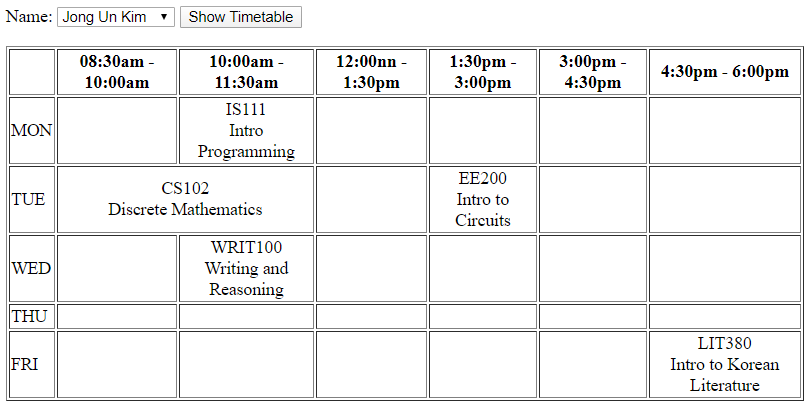 Name: Jong Un Kim Show Timetable
08:30am - 10:00am - 12:00nn - 1:30pm - 3:00pm - 4:30pm - 6:00pm
10:00am 11:30am 1:30pm 3:00pm 4:30pm
MON
IS111
Intro
Programming
TUE
CS102
Discrete Mathematics
EE200
Intro to
Circuits
WED
WRIT100
Writing and
Reasoning
THU
FRI
LIT380
Intro to Korean
Literature